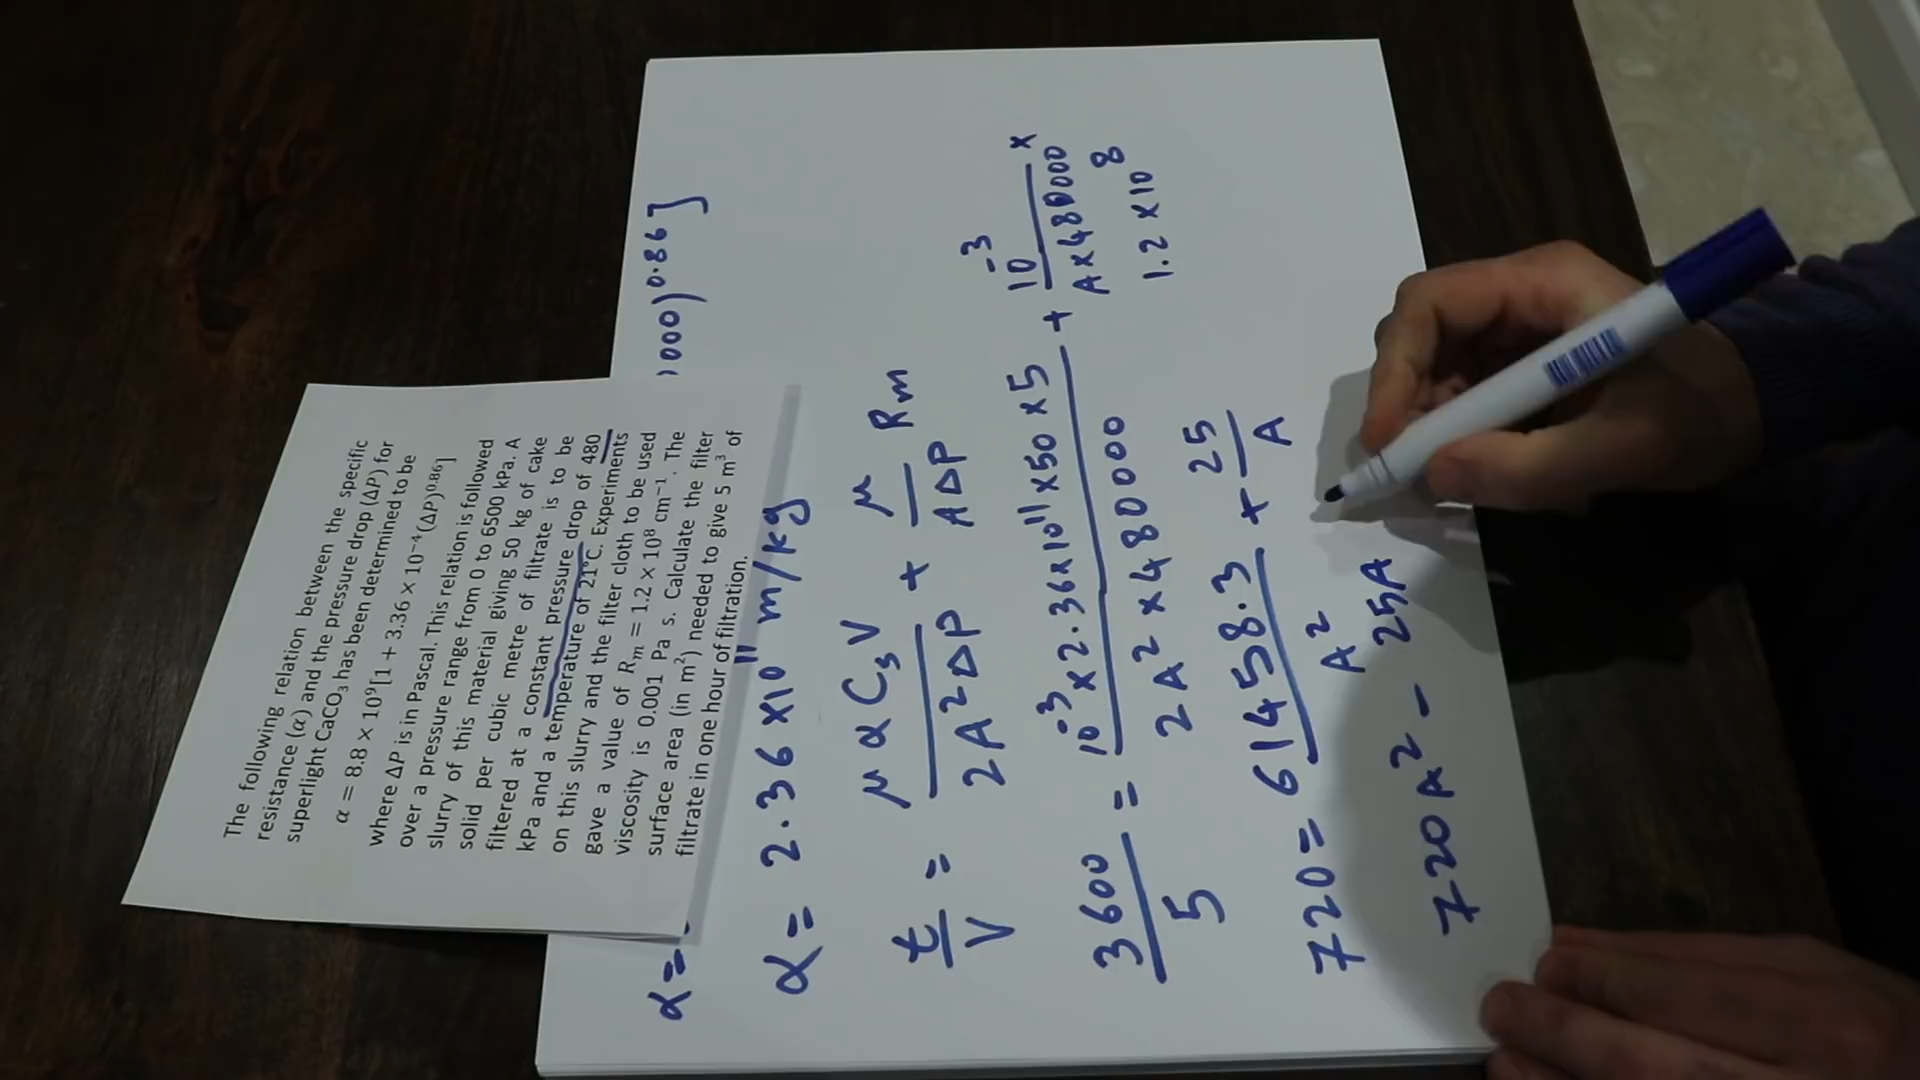 The following relation between the specific
resistance (α) and the pressure drop (ΔP) for
superlight CaCO₃ has been determined to be
α = 8.8 × 10⁹[1 + 3.36 × 10⁻⁴(ΔP)⁰·⁸⁶]
where ΔP is in Pascal. This relation is followed
over a pressure range from 0 to 6500 kPa. A
slurry of this material giving 50 kg of cake
solid per cubic metre of filtrate is to be
filtered at a constant pressure drop of 480
kPa and a temperature of 21°C. Experiments
on this slurry and the filter cloth to be used
gave a value of Rₘ = 1.2 × 10⁸ cm⁻¹. The
viscosity is 0.001 Pa s. Calculate the filter
surface area (in m²) needed to give 5 m³ of
filtrate in one hour of filtration.
α = 000)⁰·⁸⁶]
α = 2.36 ×10¹¹ m/kg
t/V = μ α Cₛ V / 2A²ΔP + μ / AΔP Rm
3600/5 = 10⁻³ × 2.36×10¹¹ ×50 ×5 / 2A² × 480000 + 10⁻³ / A×480000 × 1.2 ×10⁸
720 = 61458.3 / A² + 25 / A
720A² - 25A